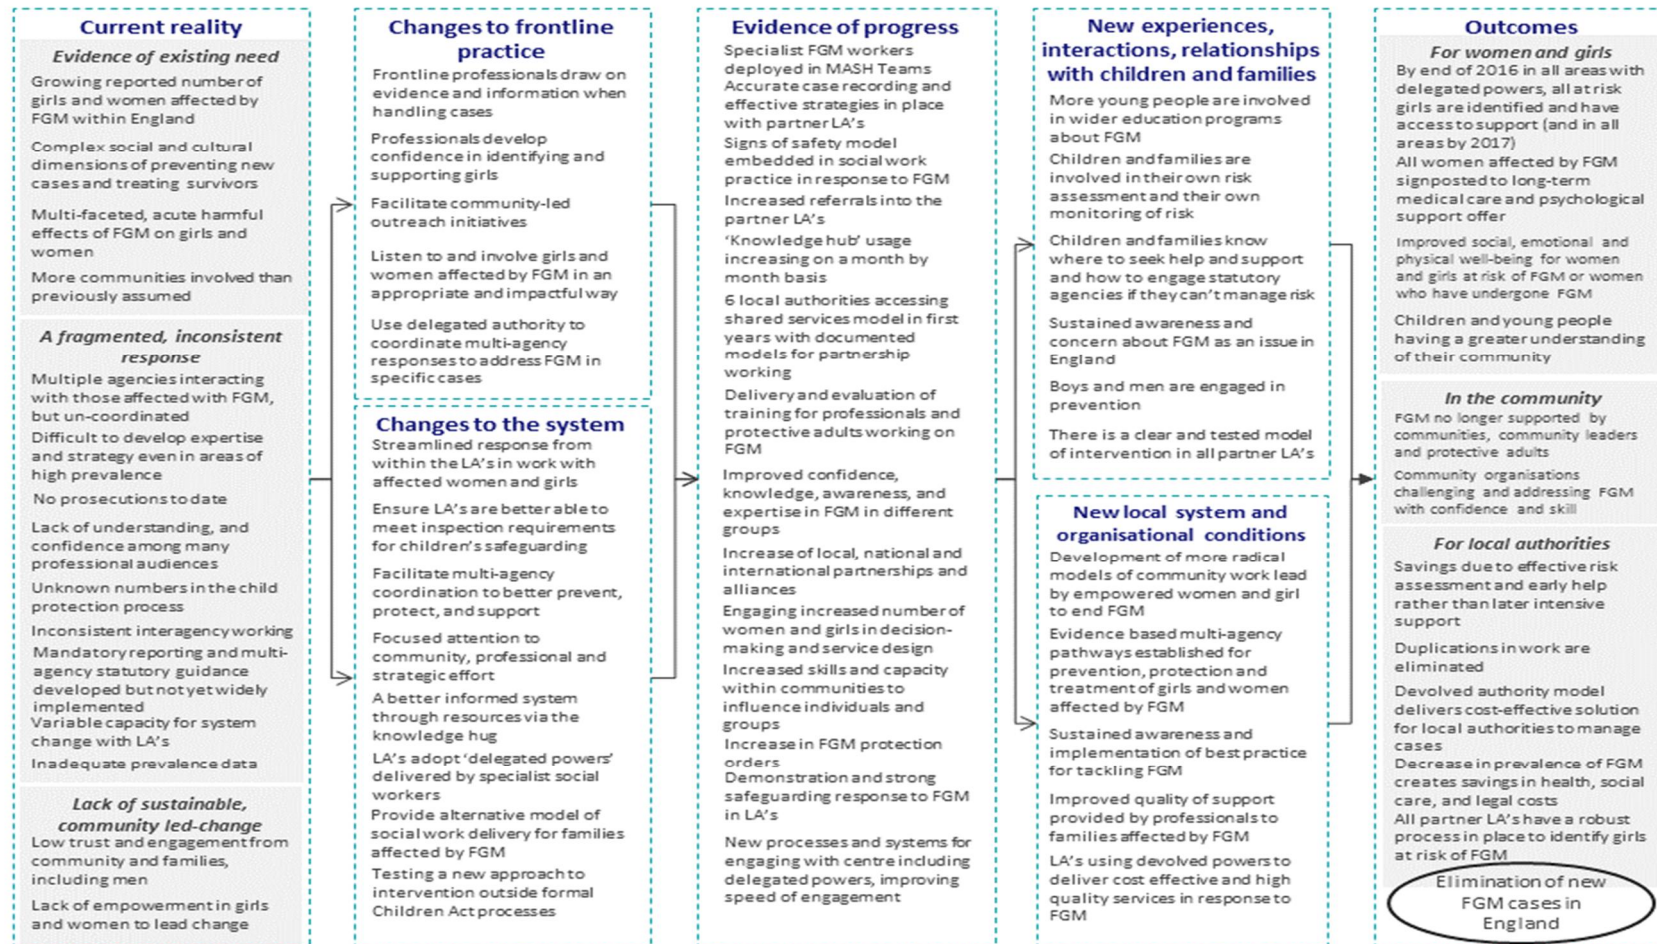 Current reality
Evidence of existing need
Growing reported number of
girls and women affected by
FGM within England
Complex social and cultural
dimensions of preventing new
cases and treating survivors
Multi-faceted, acute harmful
effects of FGM on girls and
women
More communities involved than
previously assumed
A fragmented, inconsistent
response
Multiple agencies interacting
with those affected with FGM,
but un-coordinated
Difficult to develop expertise
and strategy even in areas of
high prevalence
No prosecutions to date
Lack of understanding, and
confidence among many
professional audiences
Unknown numbers in the child
protection process
Inconsistent interagency working
Mandatory reporting and multi-
agency statutory guidance
developed but not yet widely
implemented
Variable capacity for system
change with LA's
Inadequate prevalence data
Lack of sustainable,
community led-change
Low trust and engagement from
community and families,
including men
Lack of empowerment in girls
and women to lead change
Changes to frontline
practice
Frontline professionals draw on
evidence and information when
handling cases
Professionals develop
confidence in identifying and
supporting girls
Facilitate community-led
outreach initiatives
Listen to and involve girls and
women affected by FGM in an
appropriate and impactful way
Use delegated authority to
coordinate multi-agency
responses to address FGM in
specific cases
Changes to the system
Streamlined response from
within the LA's in work with
affected women and girls
Ensure LA's are better able to
meet inspection requirements
for children's safeguarding
Facilitate multi-agency
coordination to better prevent,
protect, and support
Focused attention to
community, professional and
strategic effort
A better informed system
through resources via the
knowledge hug
LA's adopt 'delegated powers'
delivered by specialist social
workers
Provide alternative model of
social work delivery for families
affected by FGM
Testing a new approach to
intervention outside formal
Children Act processes
Evidence of progress
Specialist FGM workers
deployed in MASH Teams
Accurate case recording and
effective strategies in place
with partner LA's
Signs of safety model
embedded in social work
practice in response to FGM
Increased referrals into the
partner LA's
'Knowledge hub' usage
increasing on a month by
month basis
6 local authorities accessing
shared services model in first
years with documented
models for partnership
working
Delivery and evaluation of
training for professionals and
protective adults working on
FGM
Improved confidence,
knowledge, awareness, and
expertise in FGM in different
groups
Increase of local, national and
international partnerships and
alliances
Engaging increased number of
women and girls in decision-
making and service design
Increased skills and capacity
within communities to
influence individuals and
groups
Increase in FGM protection
orders
Demonstration and strong
safeguarding response to FGM
in LA's
New processes and systems for
engaging with centre including
delegated powers, improving
speed of engagement
New experiences,
interactions, relationships
with children and families
More young people are involved
in wider education programs
about FGM
Children and families are
involved in their own risk
assessment and their own
monitoring of risk
Children and families know
where to seek help and support
and how to engage statutory
agencies if they can't manage risk
Sustained awareness and
concern about FGM as an issue in
England
Boys and men are engaged in
prevention
There is a clear and tested model
of intervention in all partner LA's
New local system and
organisational conditions
Development of more radical
models of community work lead
by empowered women and girl
to end FGM
Evidence based multi-agency
pathways established for
prevention, protection and
treatment of girls and women
affected by FGM
Sustained awareness and
implementation of best practice
for tackling FGM
Improved quality of support
provided by professionals to
families affected by FGM
LA's using devolved powers to
deliver cost effective and high
quality services in response to
FGM
Outcomes
For women and girls
By end of 2016 in all areas with
delegated powers, all at risk
girls are identified and have
access to support (and in all
areas by 2017)
All women affected by FGM
signposted to long-term
medical care and psychological
support offer
Improved social, emotional and
physical well-being for women
and girls at risk of FGM or women
who have undergone FGM
Children and young people
having a greater understanding
of their community
In the community
FGM no longer supported by
communities, community leaders
and protective adults
Community organisations
challenging and addressing FGM
with confidence and skill
For local authorities
Savings due to effective risk
assessment and early help
rather than later intensive
support
Duplications in work are
eliminated
Devolved authority model
delivers cost-effective solution
for local authorities to manage
cases
Decrease in prevalence of FGM
creates savings in health, social
care, and legal costs
All partner LA's have a robust
process in place to identify girls
at risk of FGM
Elimination of new
FGM cases in
England